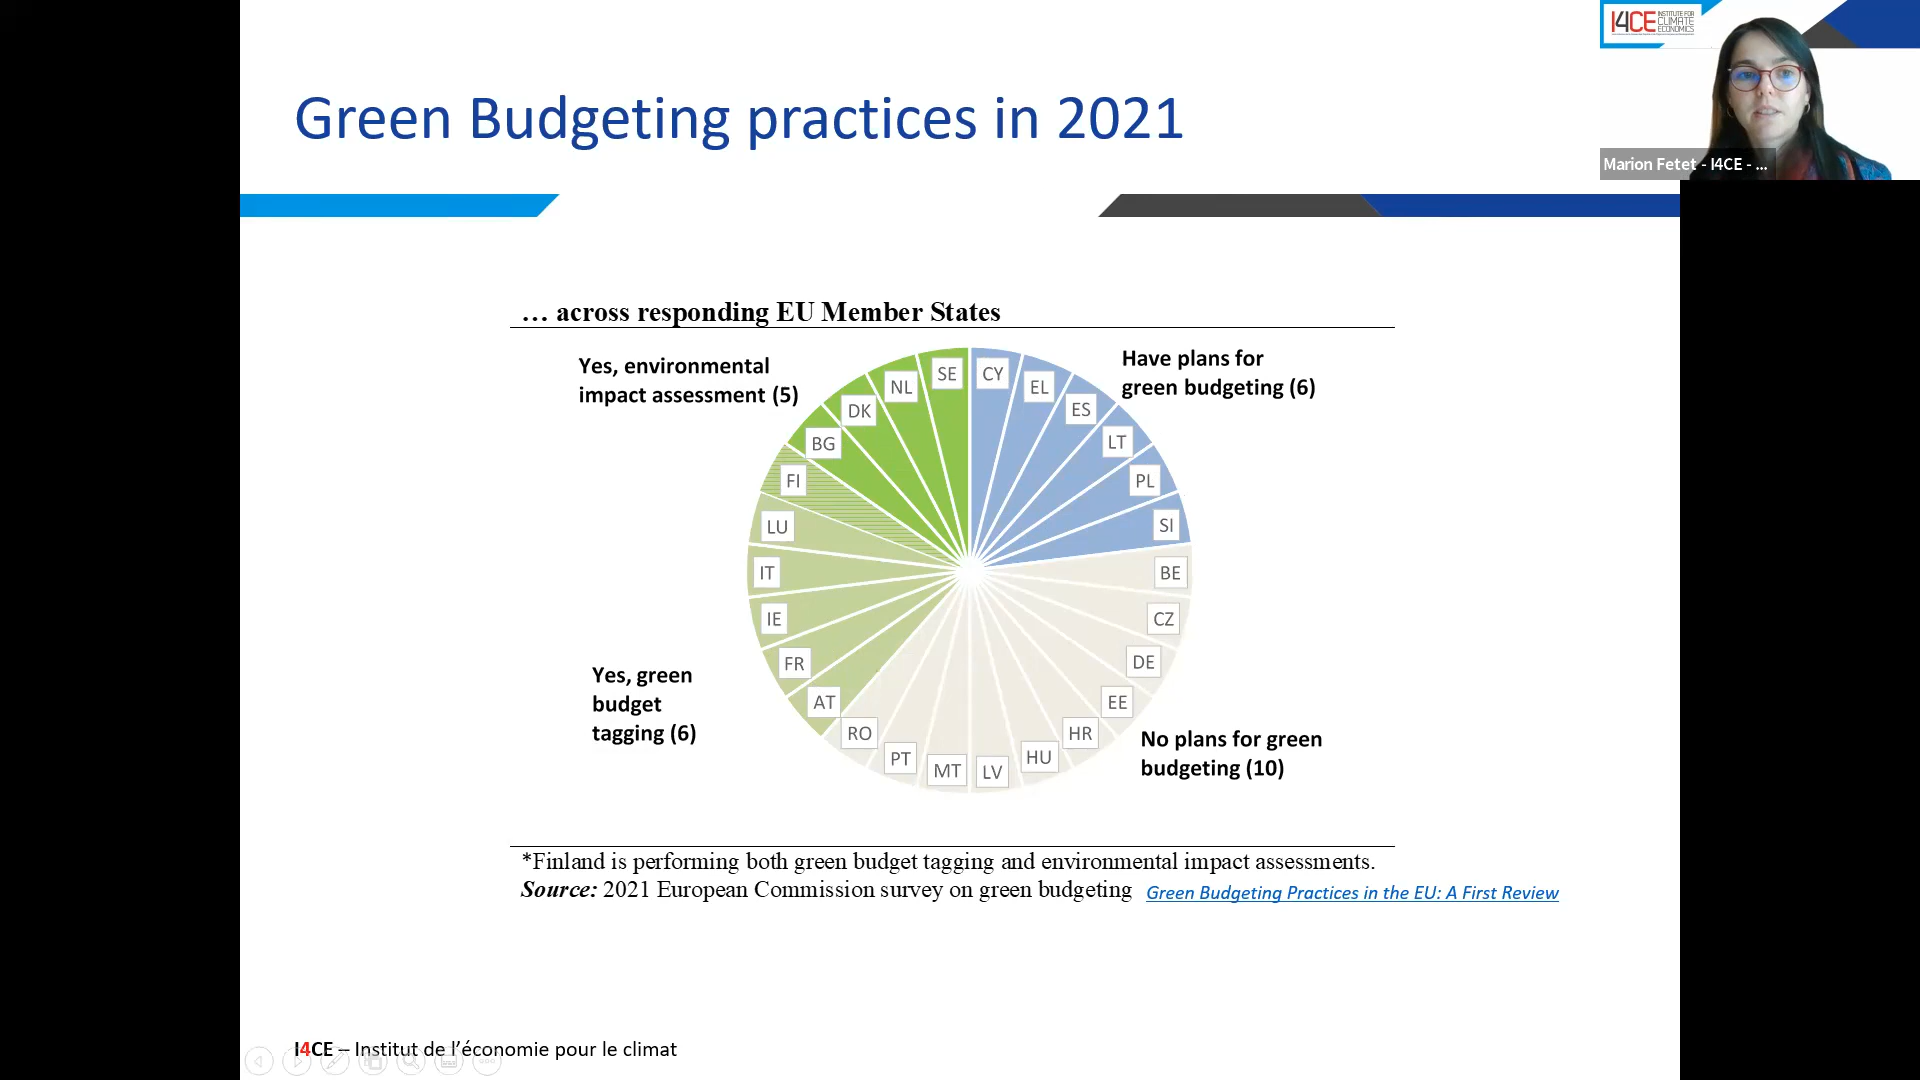 Green Budgeting practices in 2021
I4CE INSTITUTE FOR
CLIMATE
ECONOMICS
Marion Fetet - I4CE - ...
… across responding EU Member States
Yes, environmental
impact assessment (5)
Have plans for
green budgeting (6)
SE
CY
NL
EL
DK
ES
BG
LT
FI
PL
LU
SI
IT
BE
IE
CZ
FR
DE
AT
EE
RO
HR
PT
HU
MT
LV
Yes, green
budget
tagging (6)
No plans for green
budgeting (10)
*Finland is performing both green budget tagging and environmental impact assessments.
Source: 2021 European Commission survey on green budgeting Green Budgeting Practices in the EU: A First Review
I4CE – Institut de l’économie pour le climat